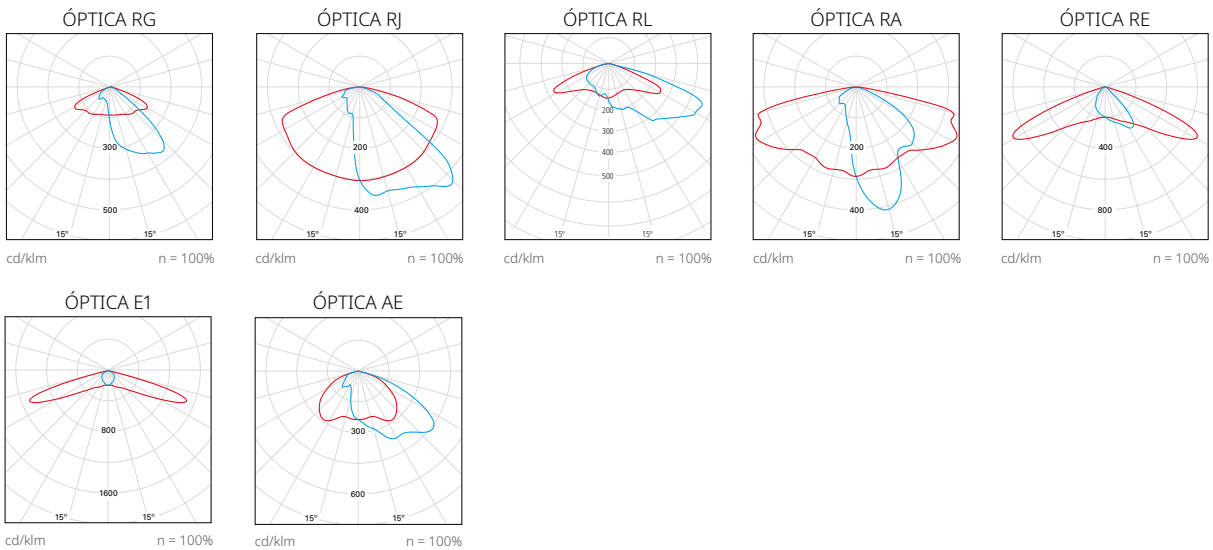 ÓPTICA RG
300
500
15° 15°
cd/klm n = 100%
ÓPTICA RJ
200
400
15° 15°
cd/klm n = 100%
ÓPTICA RL
200
300
400
500
15° 15°
cd/klm n = 100%
ÓPTICA RA
200
400
15° 15°
cd/klm n = 100%
ÓPTICA RE
400
800
15° 15°
cd/klm n = 100%
ÓPTICA E1
800
1600
15° 15°
cd/klm n = 100%
ÓPTICA AE
300
600
15° 15°
cd/klm n = 100%